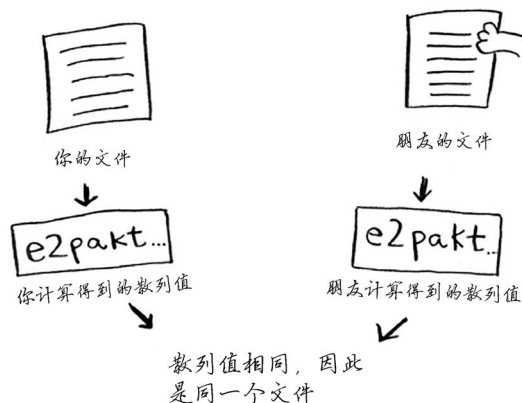 你的文件
朋友的文件
e2pakt...
e2pakt...
你计算得到的散列值
朋友计算得到的散列值
散列值相同，因此
是同一个文件